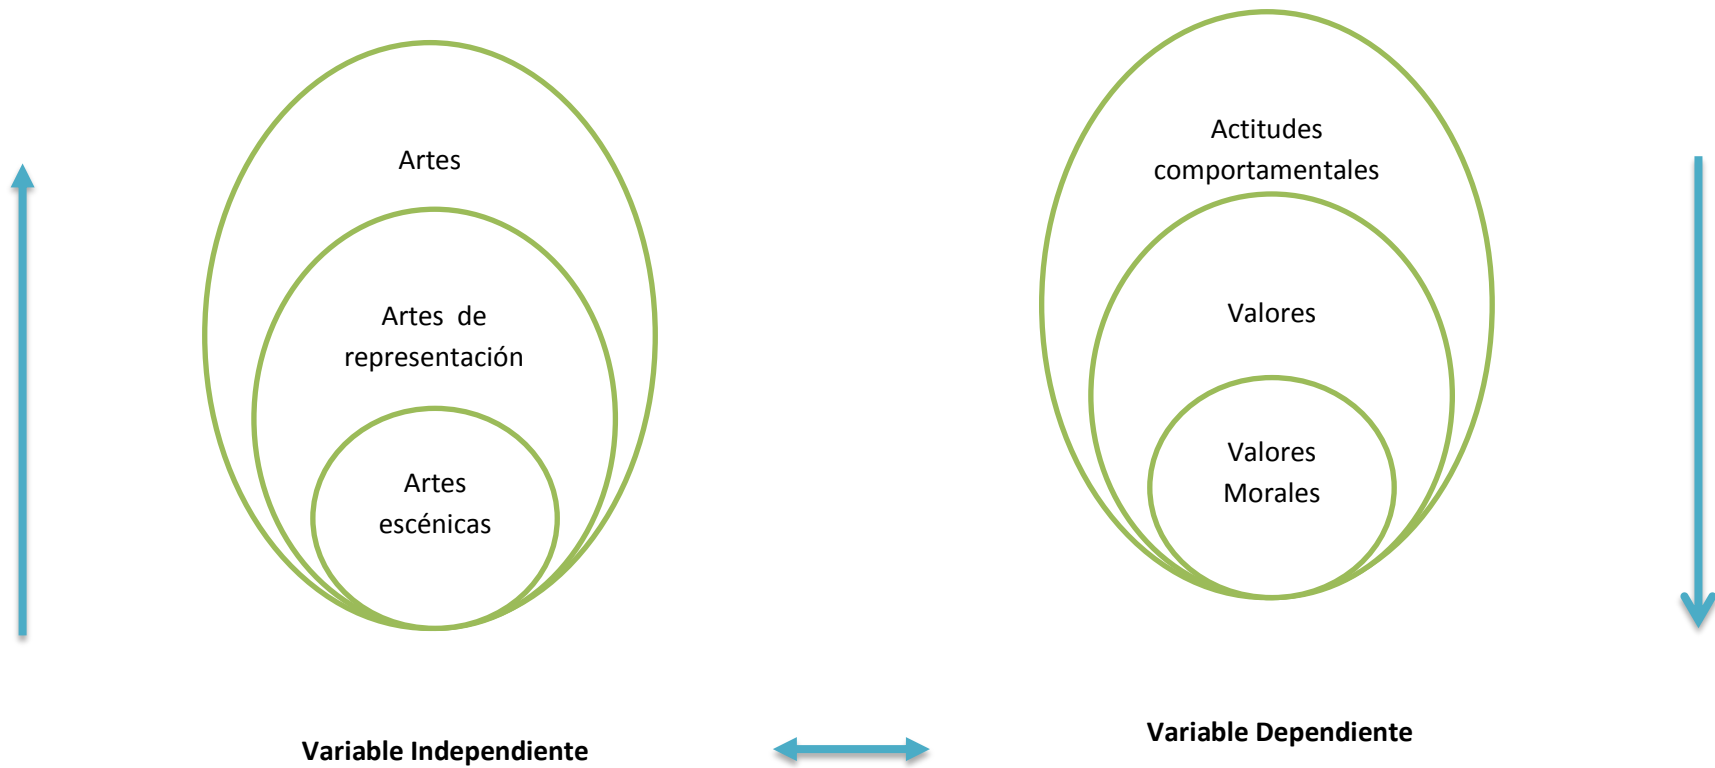 Artes
Artes de
representación
Artes
escénicas
Variable Independiente
Actitudes
comportamentales
Valores
Valores
Morales
Variable Dependiente